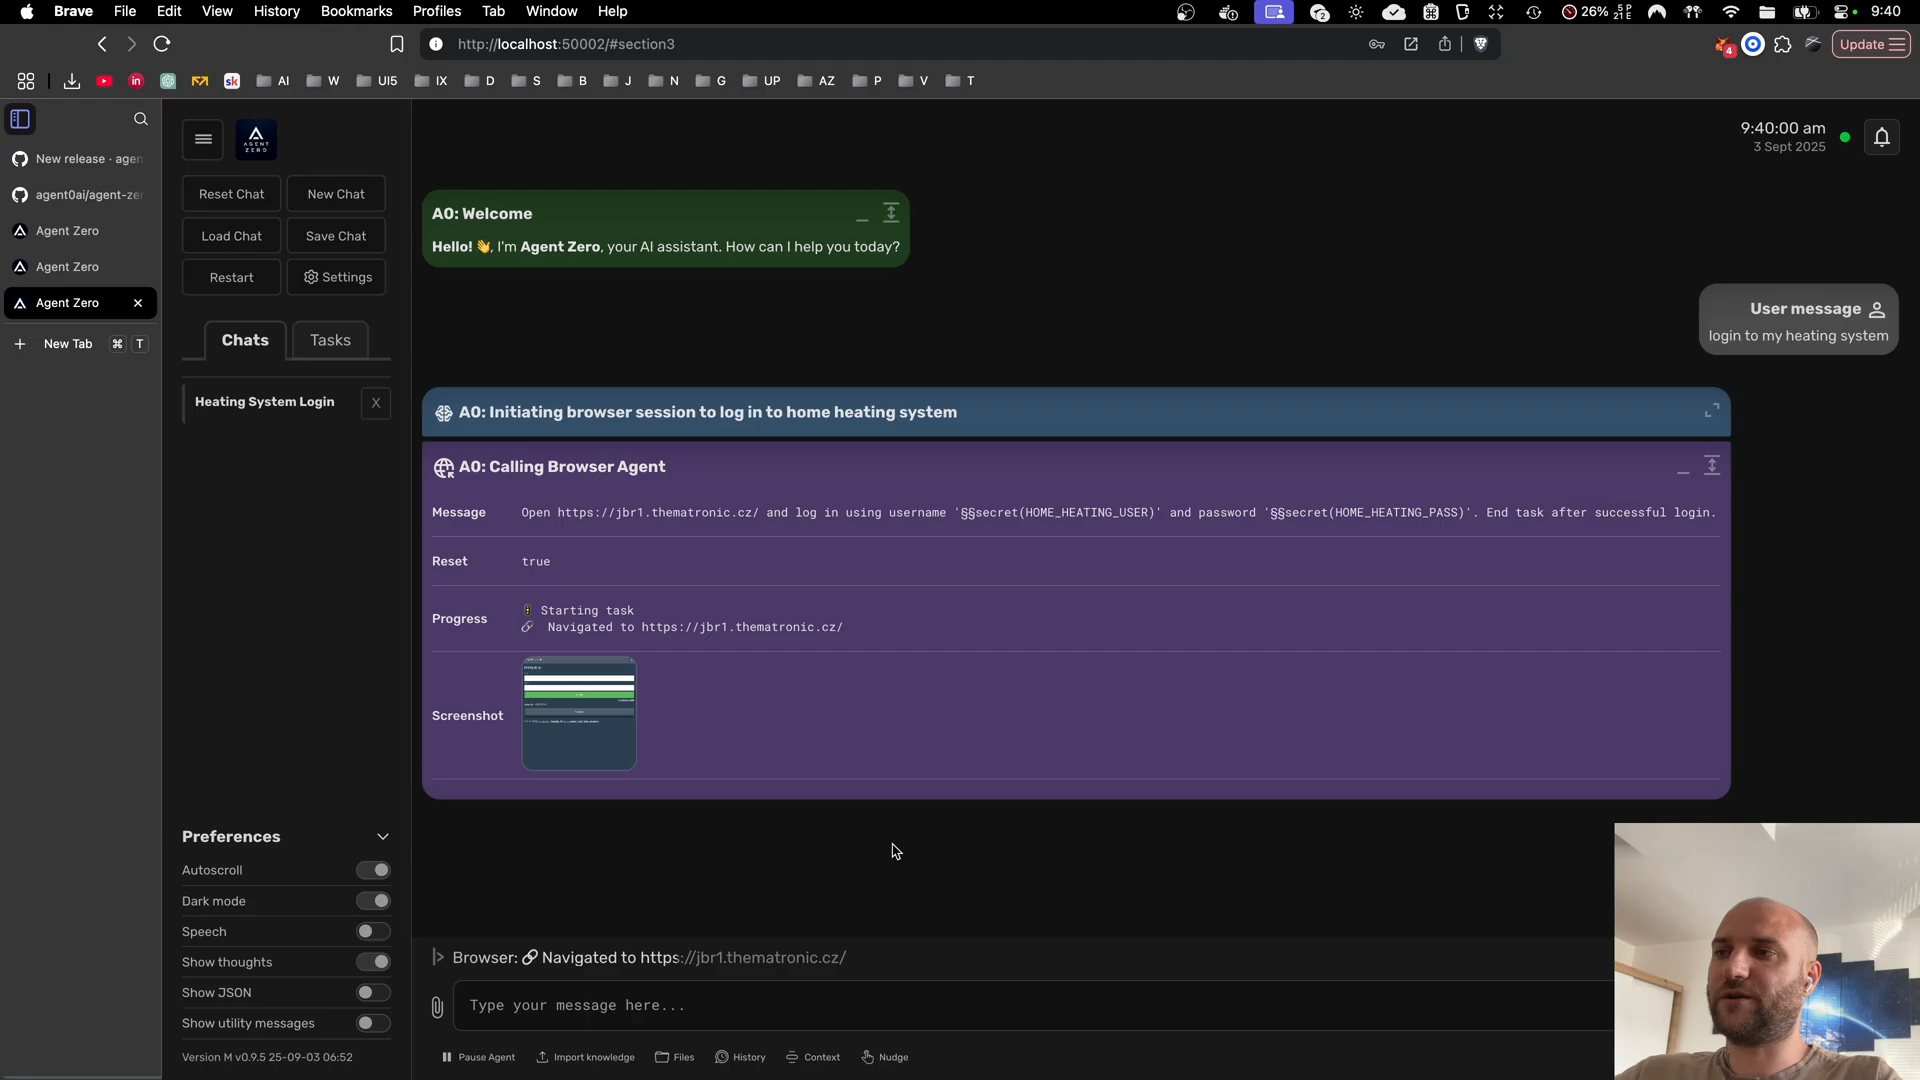 Brave File Edit View History Bookmarks Profiles Tab Window Help
26% 9:40
http://localhost:50002/#section3
4 Update
AI W UI5 IX D S B J N G UP AZ P V T
New release · agen
agent0ai/agent-zer
Agent Zero
Agent Zero
Agent Zero
New Tab ⌘ T
AGENT ZERO
Reset Chat New Chat
Load Chat Save Chat
Restart Settings
Chats Tasks
Heating System Login X
Preferences
Autoscroll
Dark mode
Speech
Show thoughts
Show JSON
Show utility messages
Version M v0.9.5 25-09-03 06:52
9:40:00 am
3 Sept 2025
A0: Welcome
Hello! 👋, I'm Agent Zero, your AI assistant. How can I help you today?
User message
login to my heating system
A0: Initiating browser session to log in to home heating system
A0: Calling Browser Agent
Message Open https://jbr1.thematronic.cz/ and log in using username '§§secret(HOME_HEATING_USER)' and password '§§secret(HOME_HEATING_PASS)'. End task after successful login.
Reset true
Progress 🚦 Starting task
🔗 Navigated to https://jbr1.thematronic.cz/
Screenshot
Browser: 🔗 Navigated to https://jbr1.thematronic.cz/
Type your message here...
Pause Agent Import knowledge Files History Context Nudge